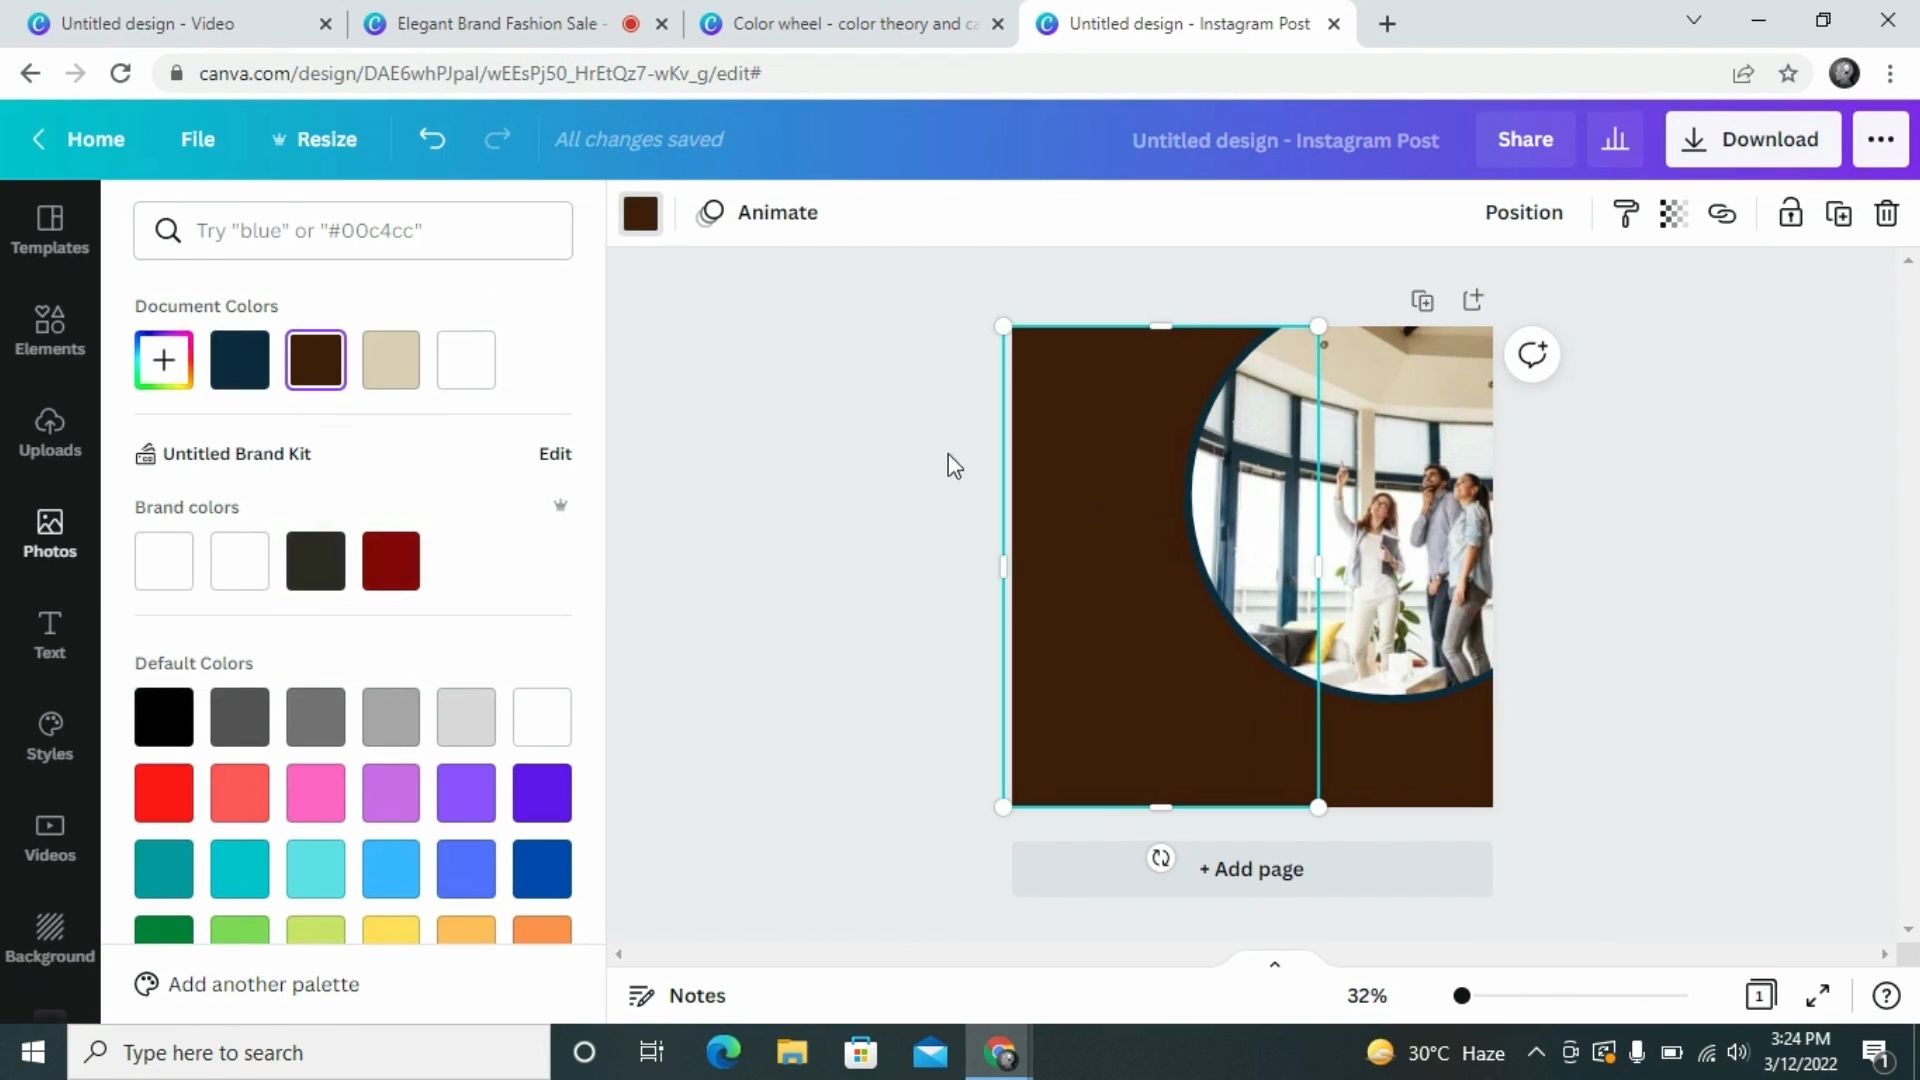 Untitled design - Video
Elegant Brand Fashion Sale -
Color wheel - color theory and ca
Untitled design - Instagram Post
canva.com/design/DAE6whPJpaI/wEEsPj50_HrEtQz7-wKv_g/edit#
Home
File
Resize
All changes saved
Untitled design - Instagram Post
Share
Download
Templates
Elements
Uploads
Photos
Text
Styles
Videos
Background
Try "blue" or "#00c4cc"
Document Colors
Untitled Brand Kit
Edit
Brand colors
Default Colors
Add another palette
Animate
Position
+ Add page
Notes
32%
1
Type here to search
30°C Haze
3:24 PM
3/12/2022
1